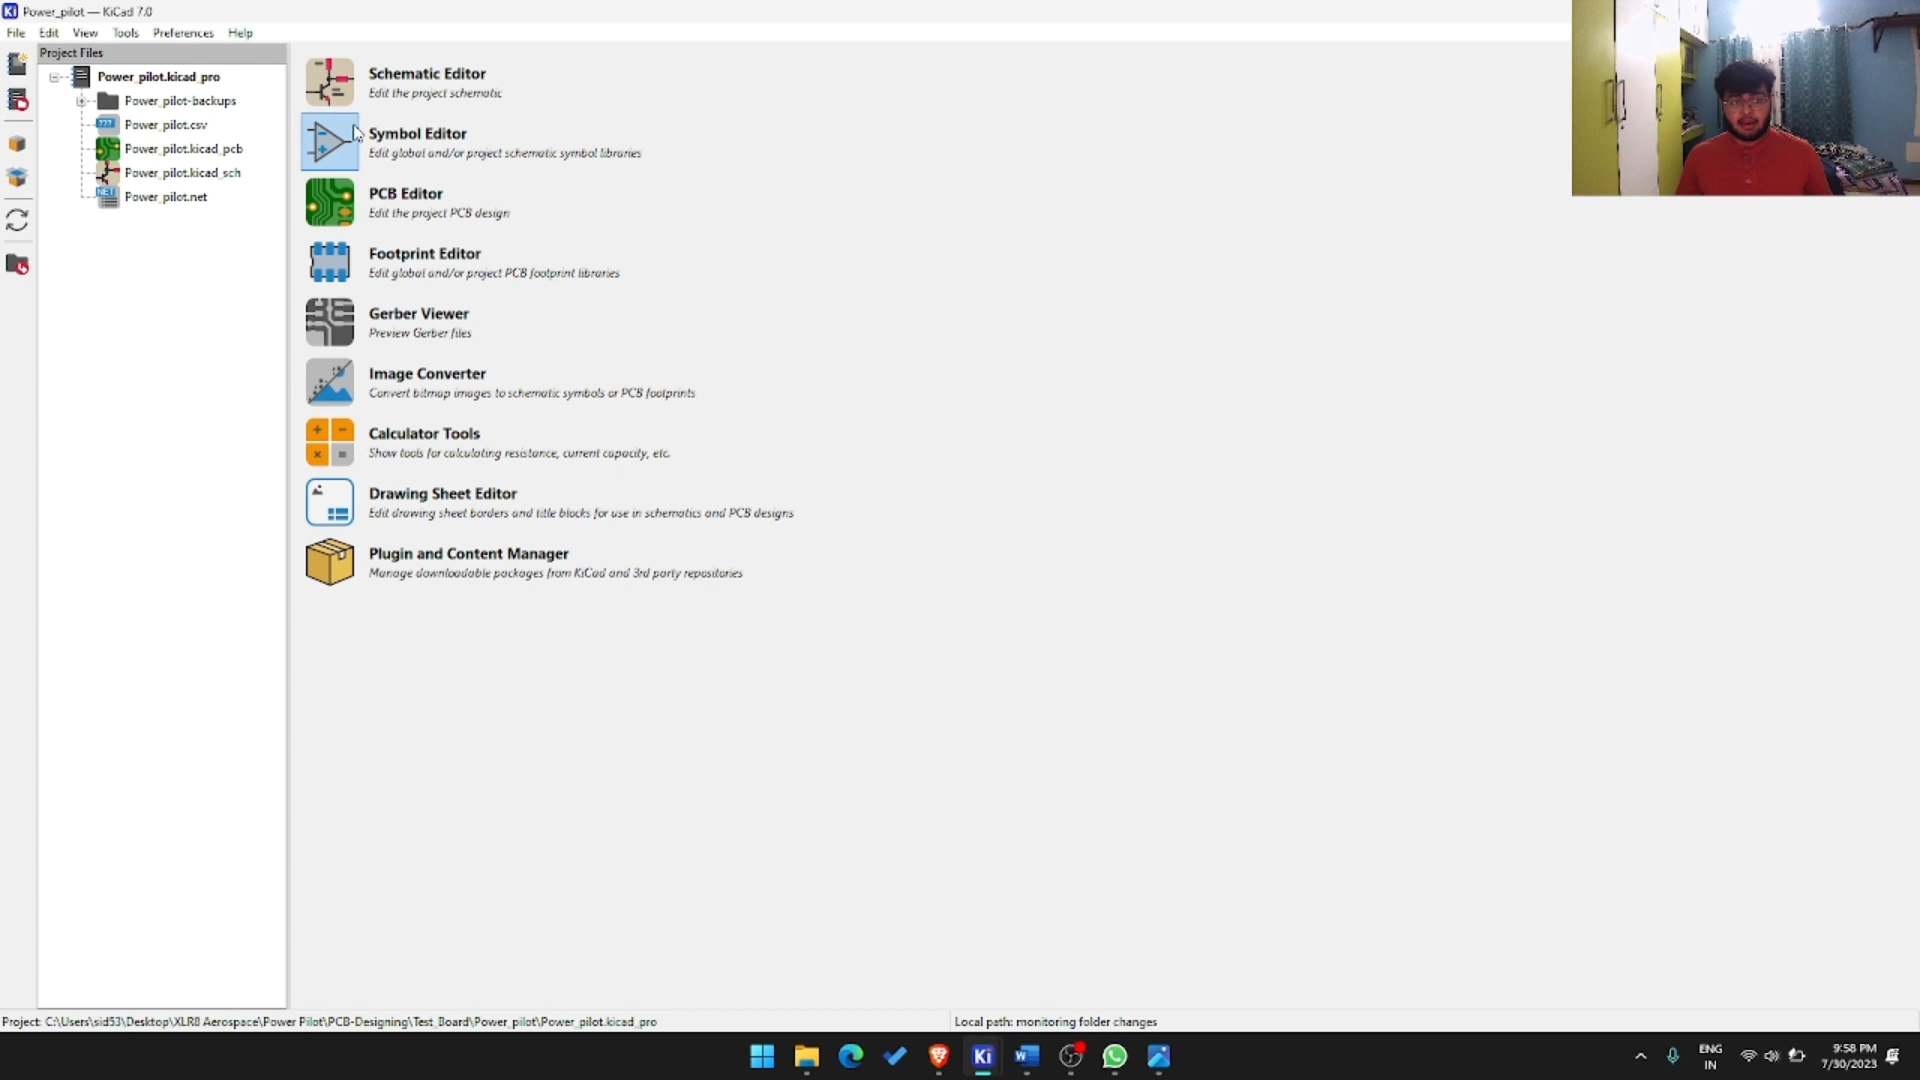 Power_pilot — KiCad 7.0
File Edit View Tools Preferences Help
Project Files
Power_pilot.kicad_pro
Power_pilot-backups
Power_pilot.csv
Power_pilot.kicad_pcb
Power_pilot.kicad_sch
Power_pilot.net
Schematic Editor
Edit the project schematic
Symbol Editor
Edit global and/or project schematic symbol libraries
PCB Editor
Edit the project PCB design
Footprint Editor
Edit global and/or project PCB footprint libraries
Gerber Viewer
Preview Gerber files
Image Converter
Convert bitmap images to schematic symbols or PCB footprints
Calculator Tools
Show tools for calculating resistance, current capacity, etc.
Drawing Sheet Editor
Edit drawing sheet borders and title blocks for use in schematics and PCB designs
Plugin and Content Manager
Manage downloadable packages from KiCad and 3rd party repositories
Project: C:\Users\sid53\Desktop\XLR8 Aerospace\Power Pilot\PCB-Designing\Test_Board\Power_pilot\Power_pilot.kicad_pro
Local path: monitoring folder changes
ENG
IN
9:58 PM
7/30/2023